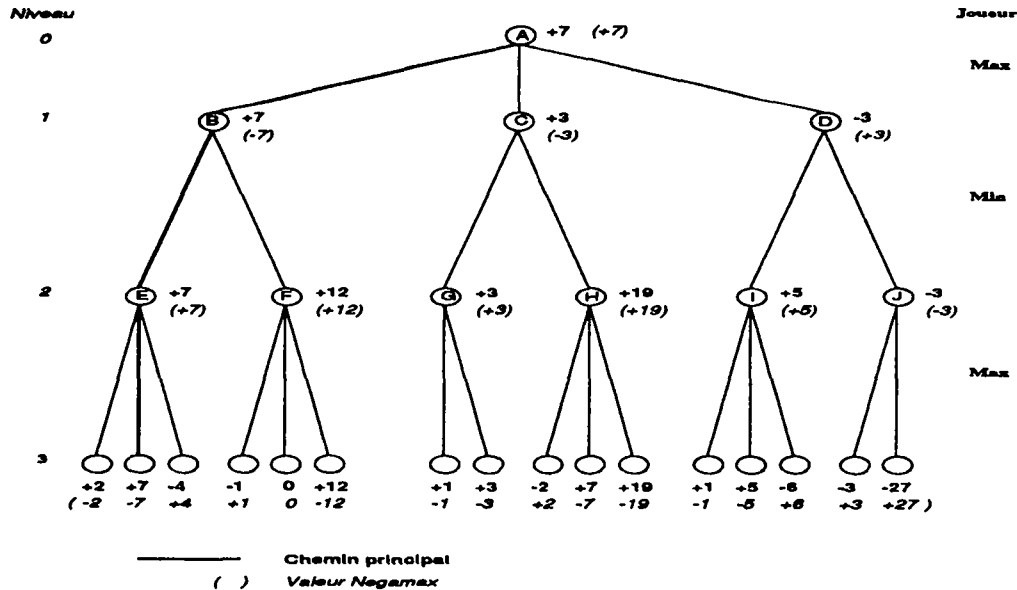 Niveau Joueur
0 A +7 (+7)
Max
1 B +7 C +3 D -3
(-7) (-3) (+3)
Min
2 E +7 F +12 G +3 H +19 I +5 J -3
(+7) (+12) (+3) (+19) (+5) (-3)
Max
3
+2 +7 -4 -1 0 +12 +1 +3 -2 +7 +19 +1 +5 -6 -3 -27
( -2 -7 +4 +1 0 -12 -1 -3 +2 -7 -19 -1 -5 +6 +3 +27 )
Chemin principal
( ) Valeur Negamax